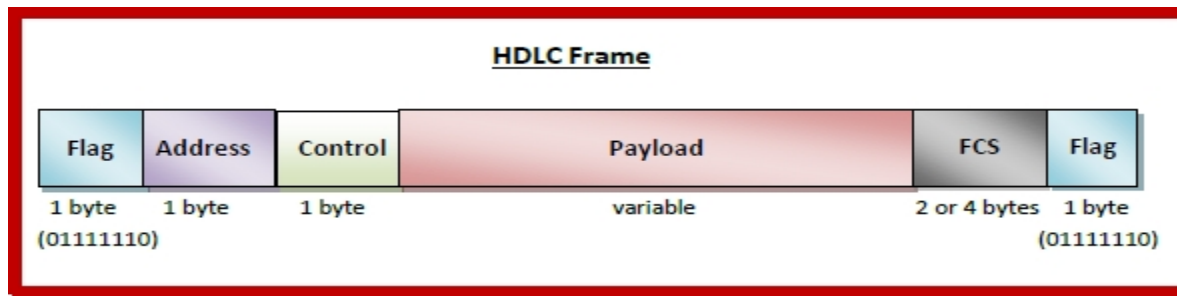 HDLC Frame
Flag Address Control Payload FCS Flag
1 byte 1 byte 1 byte variable 2 or 4 bytes 1 byte
(01111110) (01111110)